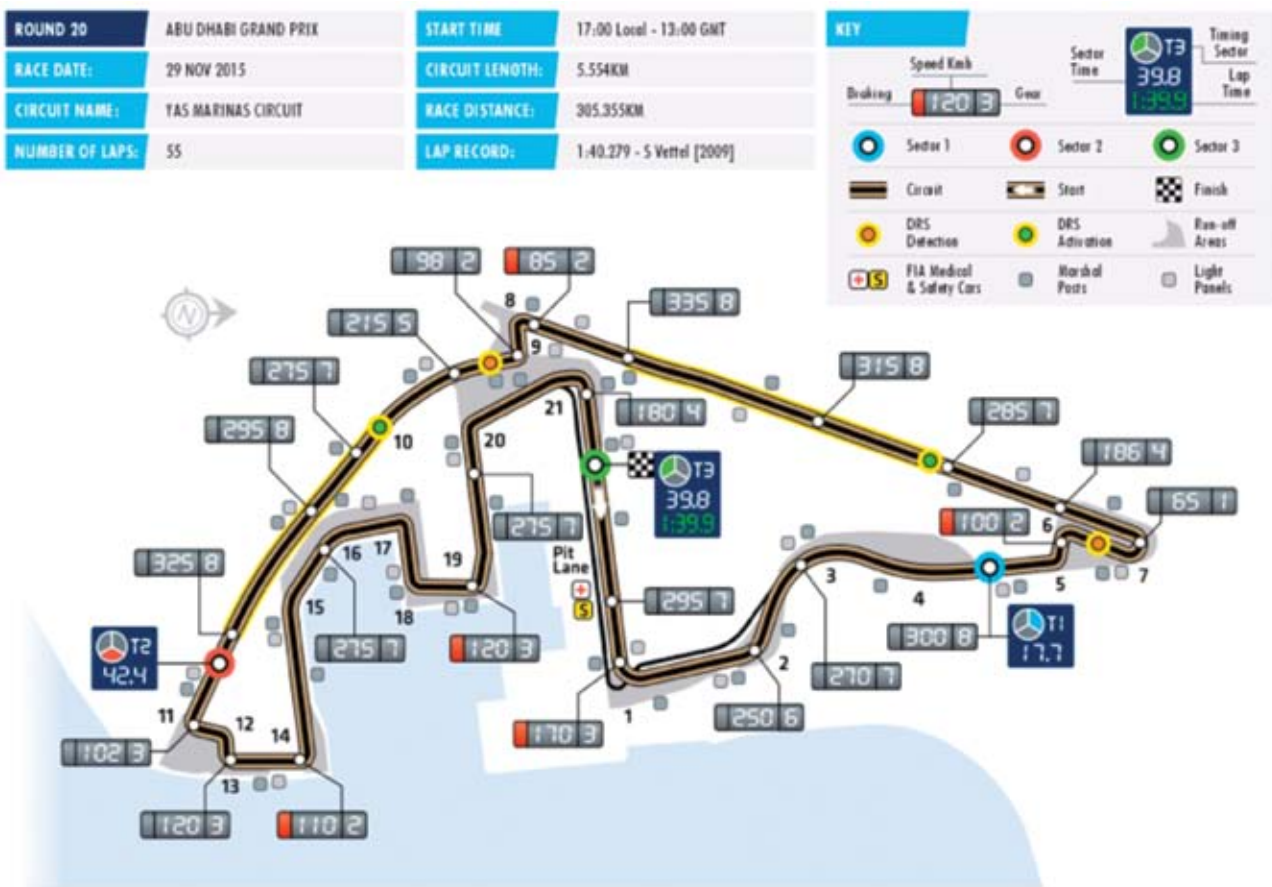 ROUND 20 ABU DHABI GRAND PRIX
RACE DATE: 29 NOV 2015
CIRCUIT NAME: YAS MARINAS CIRCUIT
NUMBER OF LAPS: 55
START TIME 17:00 Local - 13:00 GMT
CIRCUIT LENGTH: 5.554KM
RACE DISTANCE: 305.355KM
LAP RECORD: 1:40.279 - S Vettel [2009]
KEY
Speed Kmh
Braking 120 3 Gear
Sector Time
T3
39.8
1:39.9
Timing Sector
Lap Time
Sector 1 Sector 2 Sector 3
Circuit Start Finish
DRS Detection
DRS Activation
Run-off Areas
FIA Medical & Safety Cars
S
Marshal Posts
Light Panels
98 2
85 2
8
335 8
N
215 5
9
275 7
315 8
21
180 4
285 7
295 8
10
20
186 4
T3
39.8
1:39.9
65 1
100 2
6
275 7
16
17
19
Pit Lane
S
325 8
3
5
7
15
4
18
295 7
300 8
T1
17.7
T2
42.4
275 7
120 3
2
270 7
11
12
14
1
250 6
170 3
102 3
13
120 3
110 2